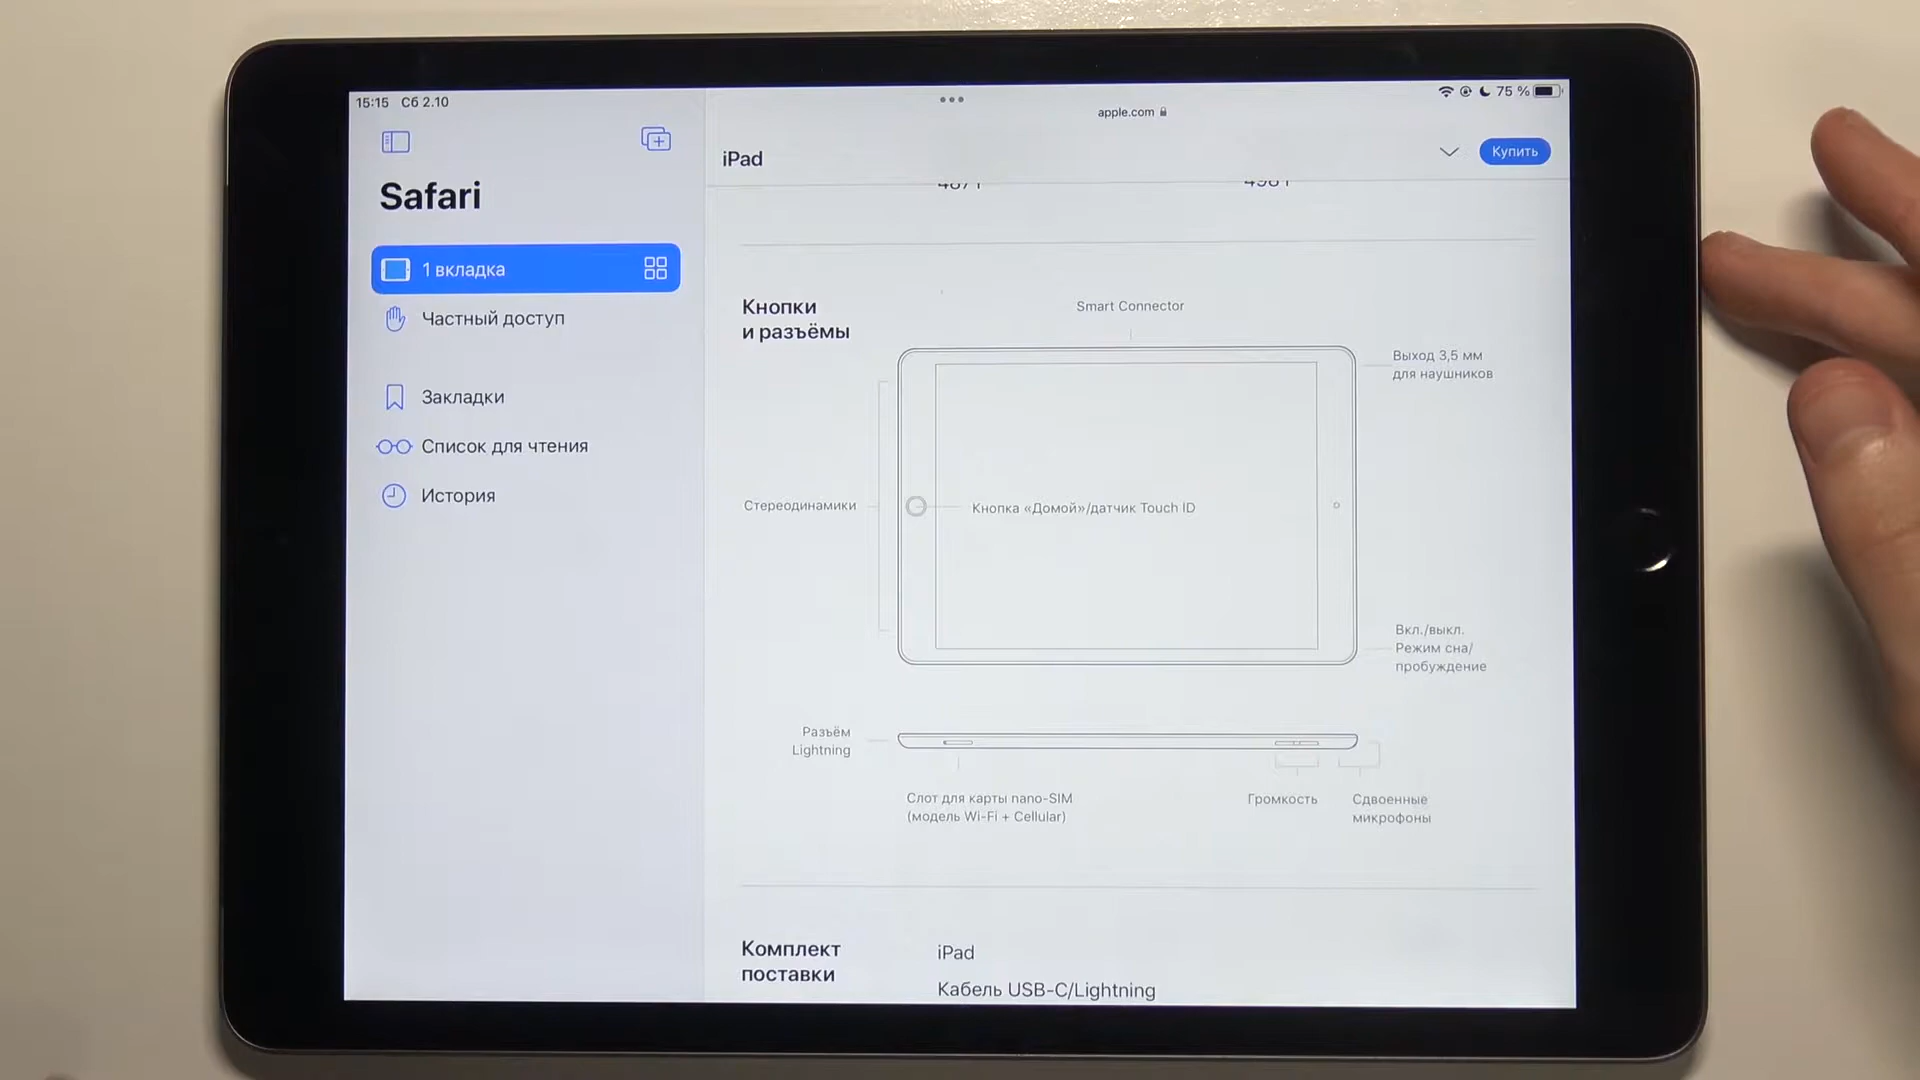 15:15 Сб 2.10
75 %
apple.com
Safari
iPad
Купить
1 вкладка
Частный доступ
Закладки
Список для чтения
История
Кнопки
и разъёмы
Smart Connector
Выход 3,5 мм
для наушников
Стереодинамики
Кнопка «Домой»/датчик Touch ID
Вкл./выкл.
Режим сна/
пробуждение
Разъём
Lightning
Слот для карты nano-SIM
(модель Wi-Fi + Cellular)
Громкость
Сдвоенные
микрофоны
Комплект
поставки
iPad
Кабель USB-C/Lightning